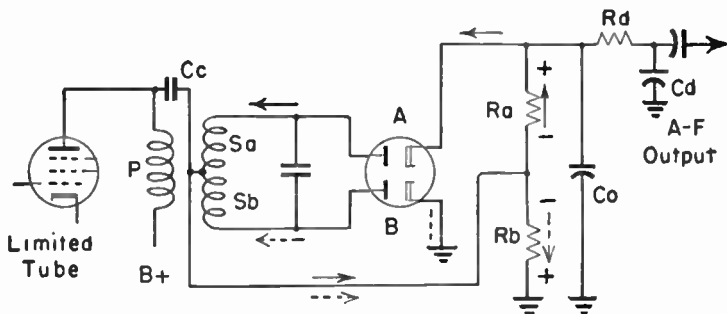 Cc
P
Sa
Sb
A
B
Ra
Rb
Rd
Cd
Co
+
−
−
+
A-F
Output
Limited
Tube
B+